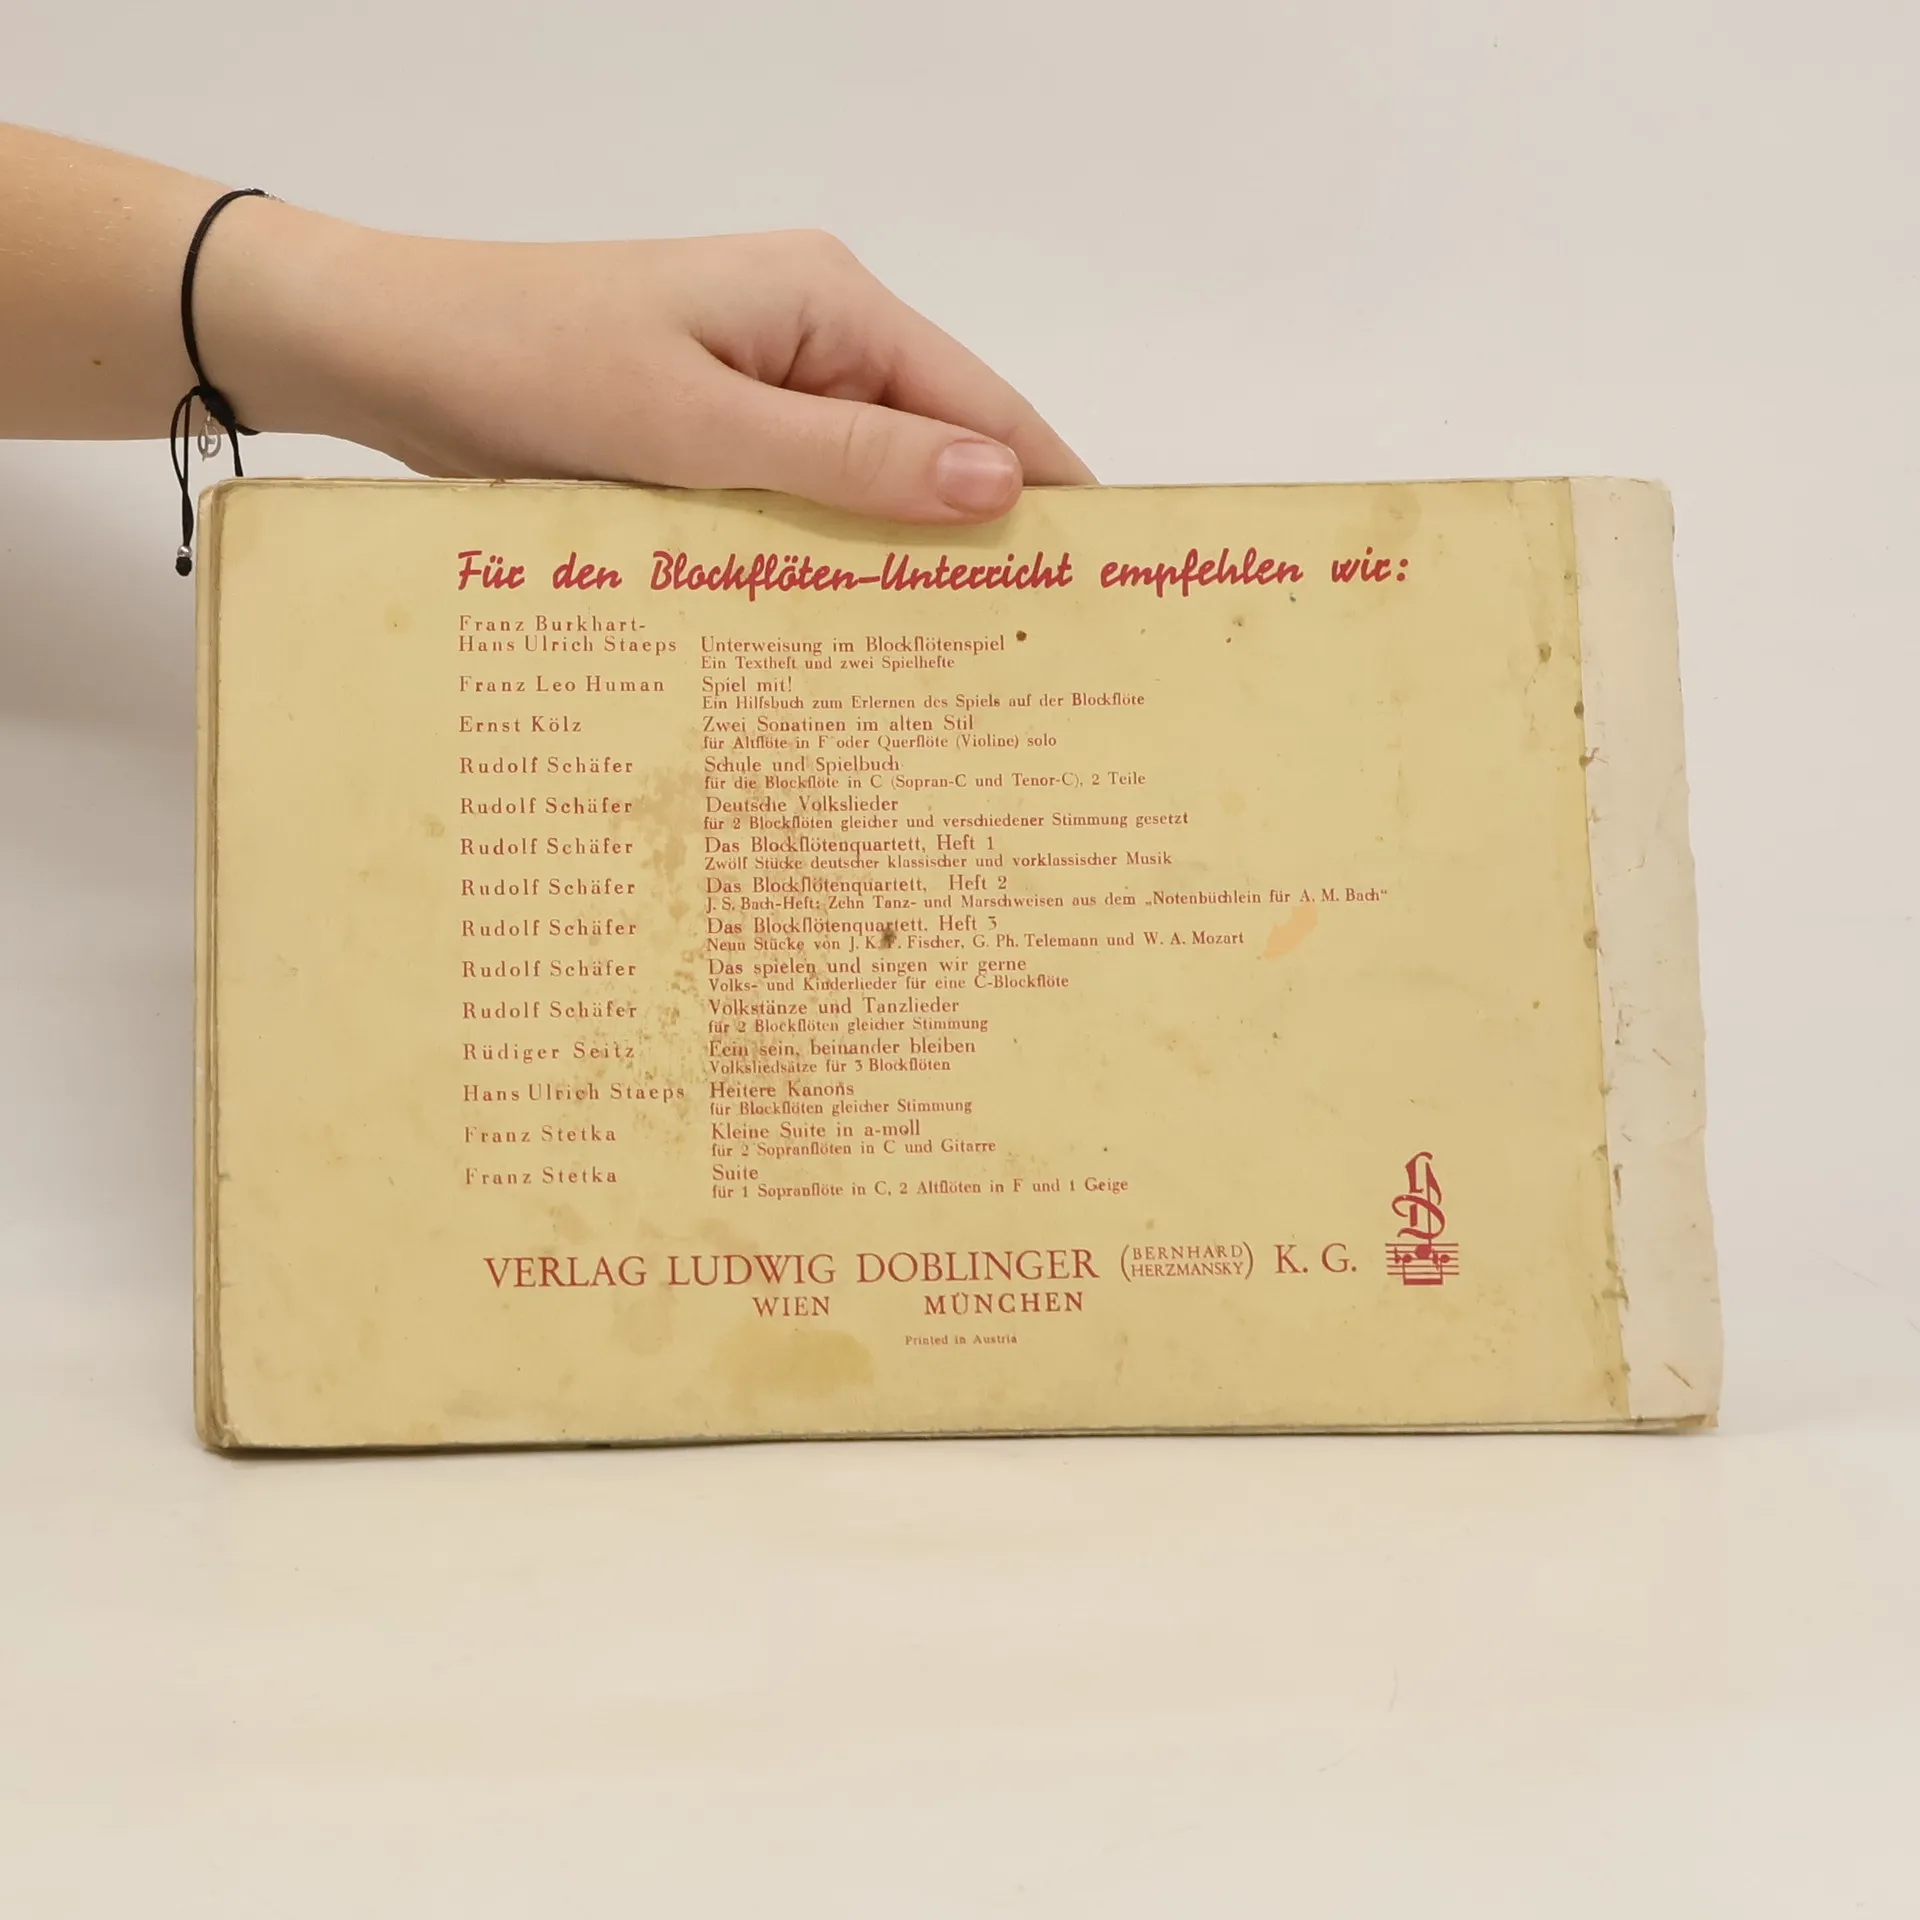 Für den Blockflöten-Unterricht empfehlen wir:
Franz Burkhart-
Hans Ulrich Staeps Unterweisung im Blockflötenspiel
Ein Textheft und zwei Spielhefte
Franz Leo Human Spiel mit!
Ein Hilfsbuch zum Erlernen des Spiels auf der Blockflöte
Ernst Kölz Zwei Sonatinen im alten Stil
für Altflöte in F oder Querflöte (Violine) solo
Rudolf Schäfer Schule und Spielbuch
für die Blockflöte in C (Sopran-C und Tenor-C), 2 Teile
Rudolf Schäfer Deutsche Volkslieder
für 2 Blockflöten gleicher und verschiedener Stimmung gesetzt
Rudolf Schäfer Das Blockflötenquartett, Heft 1
Zwölf Stücke deutscher klassischer und vorklassischer Musik
Rudolf Schäfer Das Blockflötenquartett, Heft 2
J. S. Bach-Heft: Zehn Tanz- und Marschweisen aus dem „Notenbüchlein für A. M. Bach“
Rudolf Schäfer Das Blockflötenquartett, Heft 3
Neun Stücke von J. K. F. Fischer, G. Ph. Telemann und W. A. Mozart
Rudolf Schäfer Das spielen und singen wir gerne
Volks- und Kinderlieder für eine C-Blockflöte
Rudolf Schäfer Volkstänze und Tanzlieder
für 2 Blockflöten gleicher Stimmung
Rüdiger Seitz Fein sein, beinander bleiben
Volksliedsätze für 3 Blockflöten
Hans Ulrich Staeps Heitere Kanons
für Blockflöten gleicher Stimmung
Franz Stetka Kleine Suite in a-moll
für 2 Sopranflöten in C und Gitarre
Franz Stetka Suite
für 1 Sopranflöte in C, 2 Altflöten in F und 1 Geige
VERLAG LUDWIG DOBLINGER (BERNHARD HERZMANSKY) K. G.
WIEN MÜNCHEN
Printed in Austria
LD